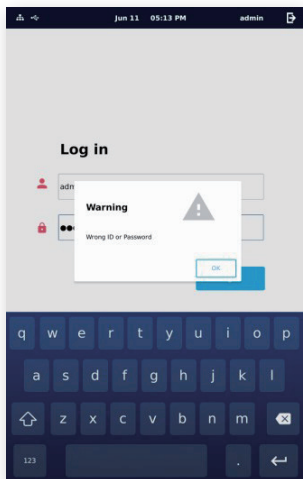 Jun 11 05:13 PM admin
Log in
adm
Warning
Wrong ID or Password
OK
q w e r t y u i o p
a s d f g h j k l
z x c v b n m
123 .